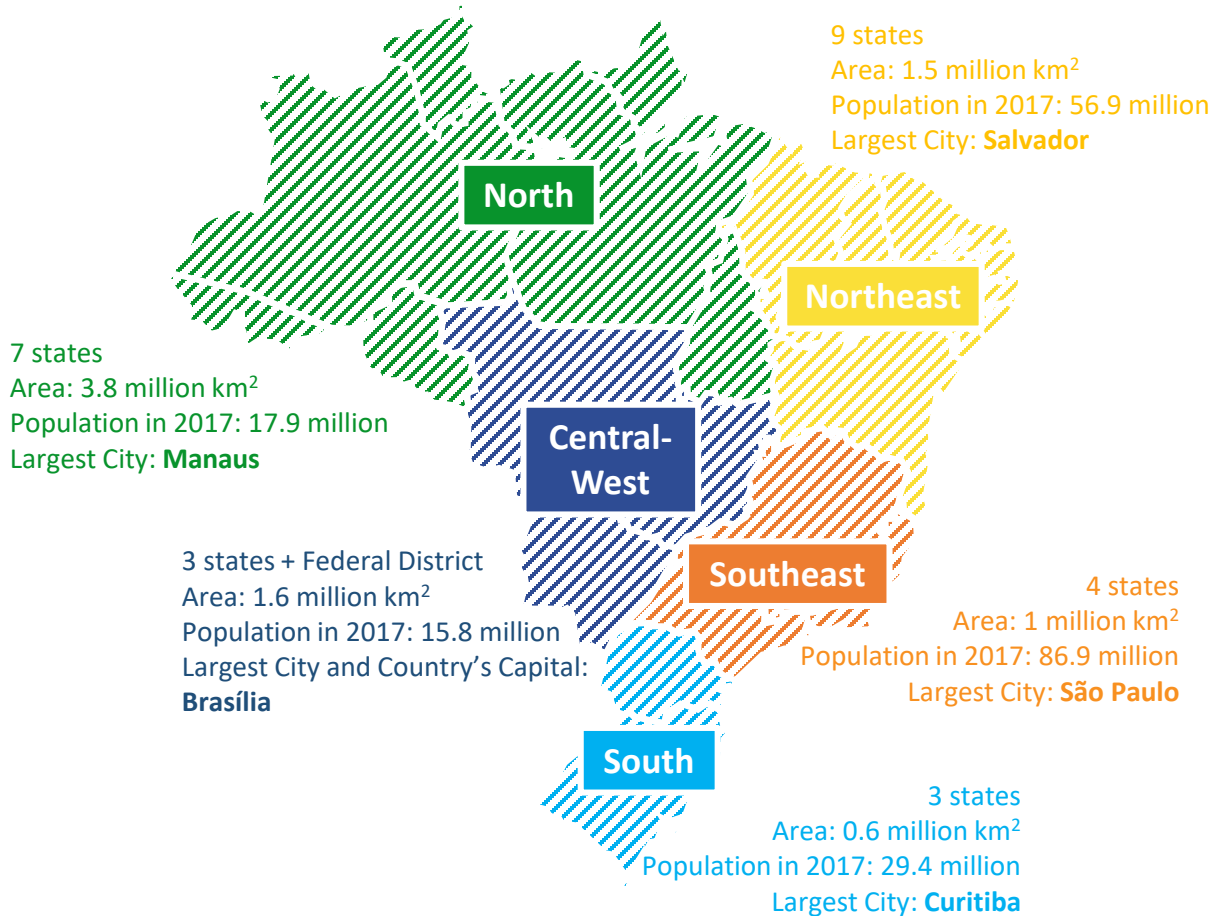 9 states
Area: 1.5 million km²
Population in 2017: 56.9 million
Largest City: Salvador
North
Northeast
7 states
Area: 3.8 million km²
Population in 2017: 17.9 million
Largest City: Manaus
Central-
West
3 states + Federal District
Area: 1.6 million km²
Population in 2017: 15.8 million
Largest City and Country’s Capital:
Brasília
Southeast
4 states
Area: 1 million km²
Population in 2017: 86.9 million
Largest City: São Paulo
South
3 states
Area: 0.6 million km²
Population in 2017: 29.4 million
Largest City: Curitiba